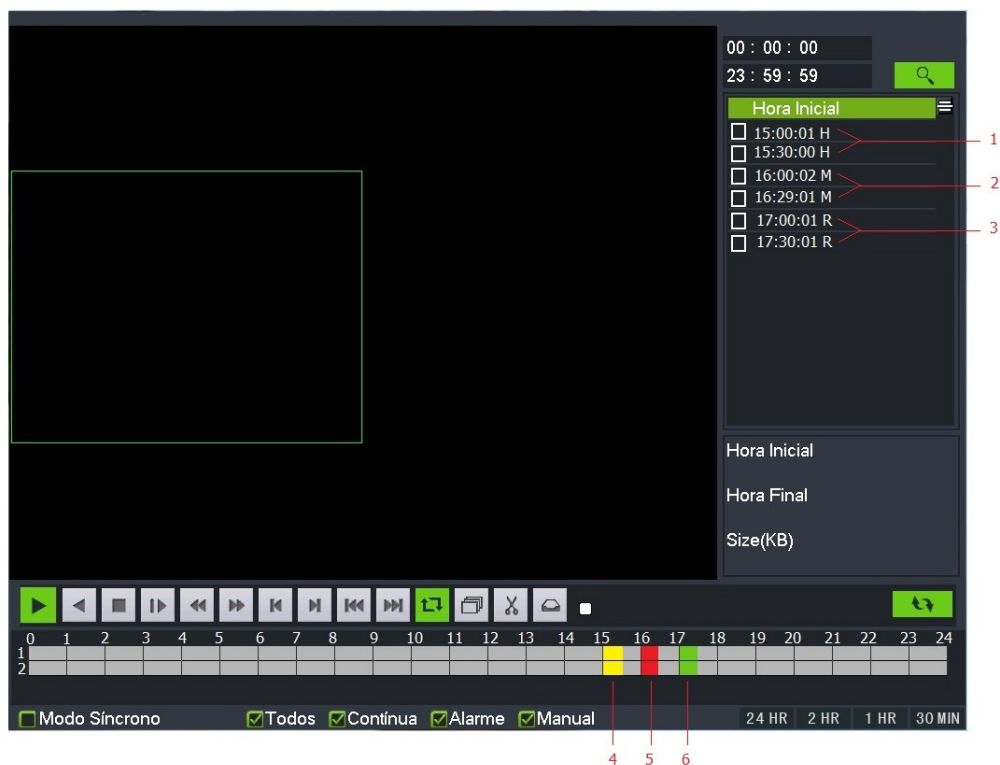 00 : 00 : 00
23 : 59 : 59
Hora Inicial
15:00:01 H
15:30:00 H
1
16:00:02 M
16:29:01 M
2
17:00:01 R
17:30:01 R
3
Hora Inicial
Hora Final
Size(KB)
0 1 2 3 4 5 6 7 8 9 10 11 12 13 14 15 16 17 18 19 20 21 22 23 24
1
2
Modo Síncrono Todos Contínua Alarme Manual 24 HR 2 HR 1 HR 30 MIN
4 5 6